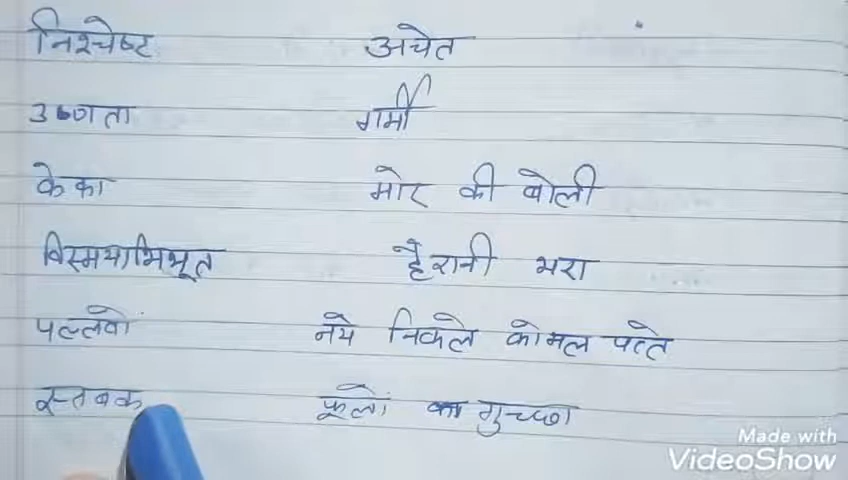 निश्चेष्ट अचेत
उष्णता गर्मी
केका मोर की बोली
विस्मयाभिभूत हैरानी भरा
पल्लवों नये निकले कोमल पत्ते
स्तबक फूलों का गुच्छा
Made with
VideoShow